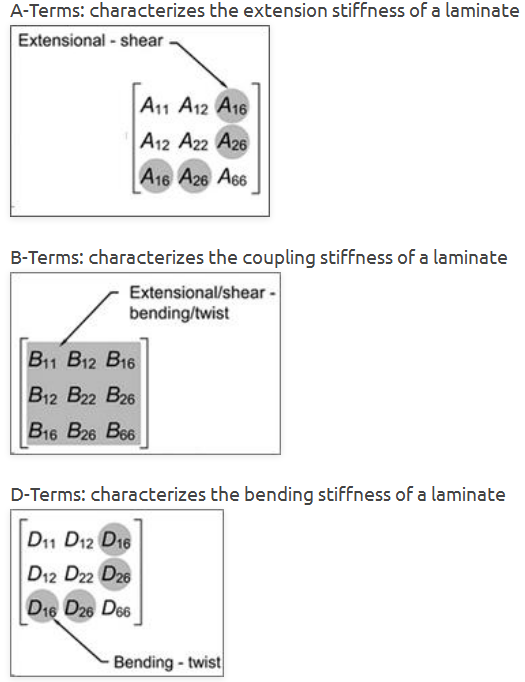 A-Terms: characterizes the extension stiffness of a laminate
Extensional - shear
A11 A12 A16
A12 A22 A26
A16 A26 A66
B-Terms: characterizes the coupling stiffness of a laminate
Extensional/shear -
bending/twist
B11 B12 B16
B12 B22 B26
B16 B26 B66
D-Terms: characterizes the bending stiffness of a laminate
D11 D12 D16
D12 D22 D26
D16 D26 D66
Bending - twist